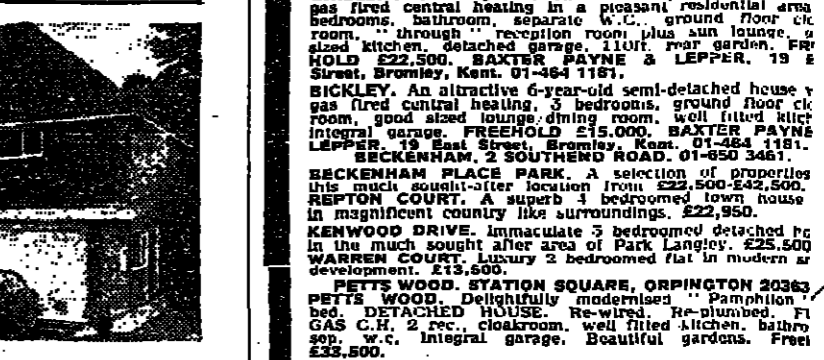 gas fired central heating in a pleasant residential area
bedrooms, bathroom, separate W.C., ground floor clo
room, " through " reception room plus sun lounge,
sized kitchen, detached garage, 110ft. rear garden. FRE
HOLD £22,500. BAXTER PAYNE & LEPPER, 19 E
Street, Bromley, Kent. 01-464 1181.
BICKLEY. An attractive 6-year-old semi-detached house
gas fired central heating, 3 bedrooms, ground floor clo
room, good sized lounge/dining room, well fitted kitch
integral garage. FREEHOLD £15.000. BAXTER PAYNE
LEPPER. 19 East Street, Bromley, Kent. 01-464 1181.
BECKENHAM, 2 SOUTHEND ROAD. 01-650 3461.
BECKENHAM PLACE PARK. A selection of properties
this much sought-after location from £22.500-£42,500.
REPTON COURT. A superb 4 bedroomed town house
in magnificent country like surroundings. £22,950.
KENWOOD DRIVE. Immaculate 3 bedroomed detached ho
in the much sought after area of Park Langley. £25.500
WARREN COURT. Luxury 2 bedroomed flat in modern
development. £13,500.
PETTS WOOD. STATION SQUARE, ORPINGTON 20363
PETTS WOOD. Delightfully modernised " Pamphilon "
bed. DETACHED HOUSE. Re-wired. Re-plumbed. F
GAS C.H. 2 rec., cloakroom, well fitted kitchen. bathro
sep. w.c. Integral garage. Beautiful gardens. Free
£33,500.